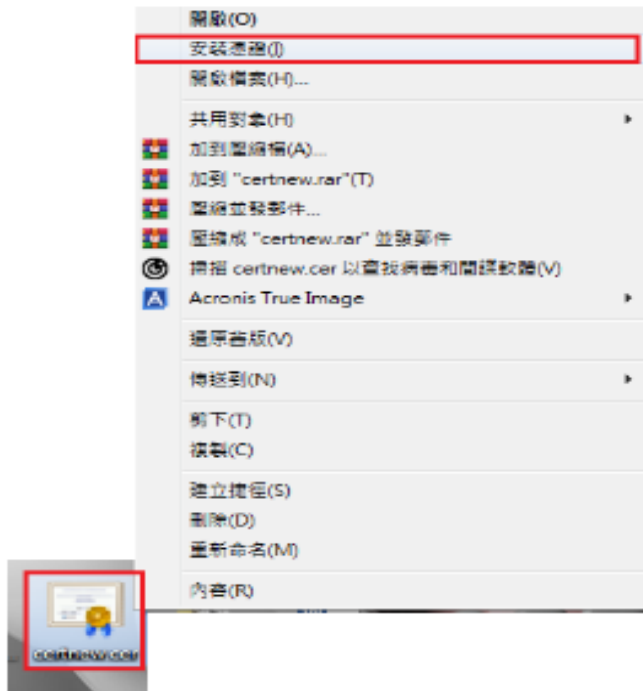 開啟(O)
安裝憑證(I)
開啟檔案(H)...
共用對象(H)
加到壓縮檔(A)...
加到 "certnew.rar"(T)
壓縮並發郵件...
壓縮成 "certnew.rar" 並發郵件
掃描 certnew.cer 以查找病毒和間諜軟體(V)
Acronis True Image
還原舊版(V)
傳送到(N)
剪下(T)
複製(C)
建立捷徑(S)
刪除(D)
重新命名(M)
內容(R)
certnew.cer